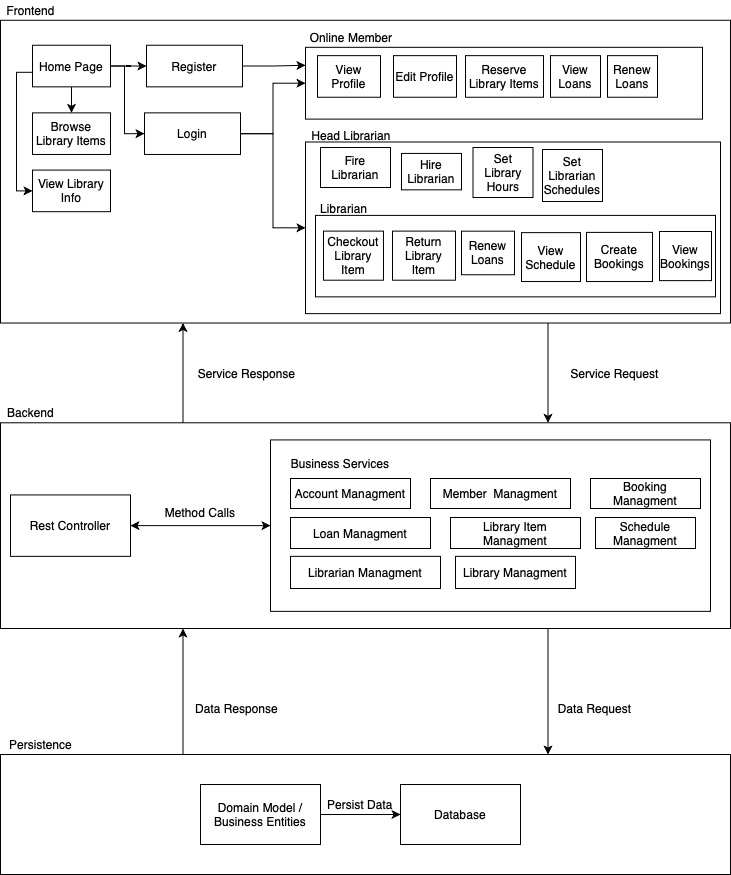 Frontend
Online Member
Home Page
Register
View
Profile
Edit Profile
Reserve
Library Items
View
Loans
Renew
Loans
Browse
Library Items
Login
Head Librarian
Fire
Librarian
Hire
Librarian
Set
Library
Hours
Set
Librarian
Schedules
View Library
Info
Librarian
Checkout
Library
Item
Return
Library
Item
Renew
Loans
View
Schedule
Create
Bookings
View
Bookings
Service Response
Service Request
Backend
Business Services
Account Managment
Member Managment
Booking
Managment
Rest Controller
Method Calls
Loan Managment
Library Item
Managment
Schedule
Managment
Librarian Managment
Library Managment
Data Response
Data Request
Persistence
Domain Model /
Business Entities
Persist Data
Database